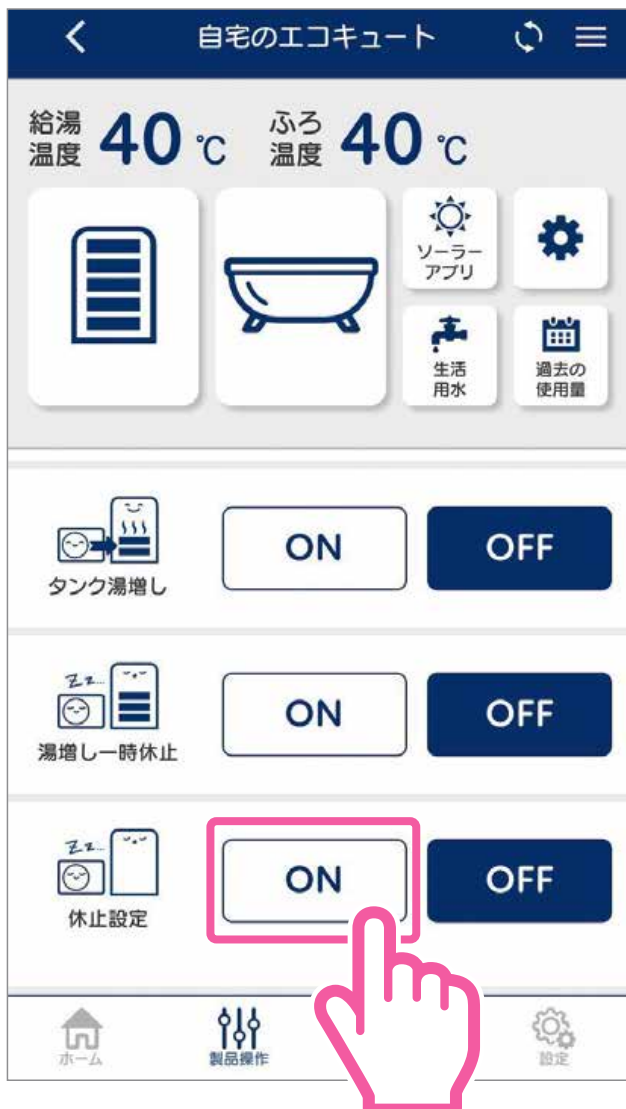 自宅のエコキュート
給湯
温度 40 ℃
ふろ
温度 40 ℃
ソーラー
アプリ
生活
用水
過去の
使用量
タンク湯増し
ON
OFF
Zz...
湯増し一時休止
ON
OFF
Zz...
休止設定
ON
OFF
ホーム
製品操作
設定